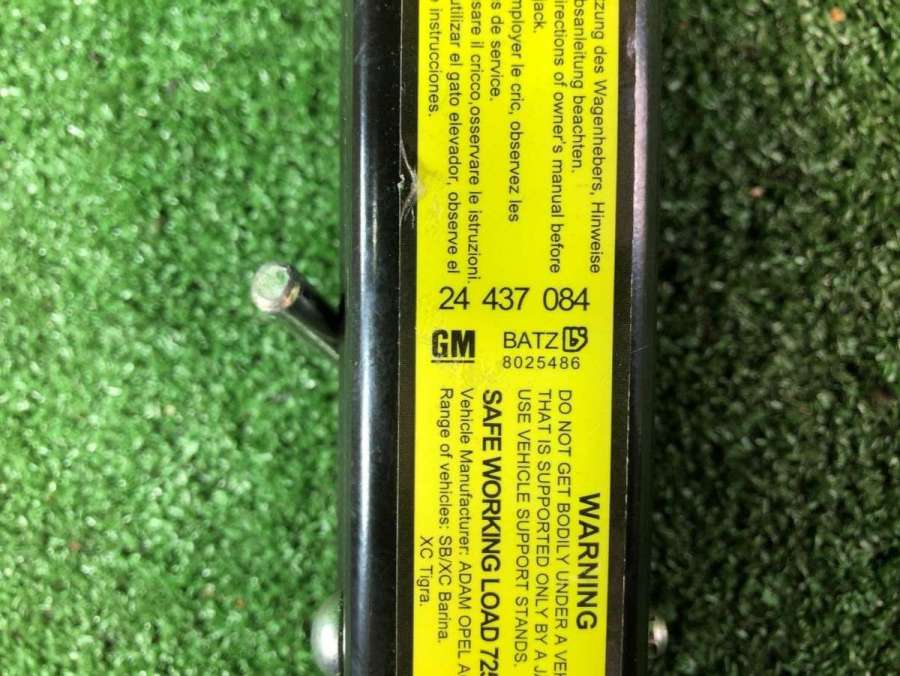 zung des Wagenhebers, Hinweise
bsanleitung beachten.
irections of owner's manual before
jack.
mployer le cric, observez les
s de service.
sare il cricco,osservare le istruzioni.
utilizar el gato elevador, observe el
instrucciones.
24 437 084
GM BATZ b
8025486
WARNING
DO NOT GET BODILY UNDER A VEH
THAT IS SUPPORTED ONLY BY A JA
USE VEHICLE SUPPORT STANDS.
SAFE WORKING LOAD 725
Vehicle Manufacturer: ADAM OPEL A
Range of vehicles: SB/XC Barina.
XC Tigra.